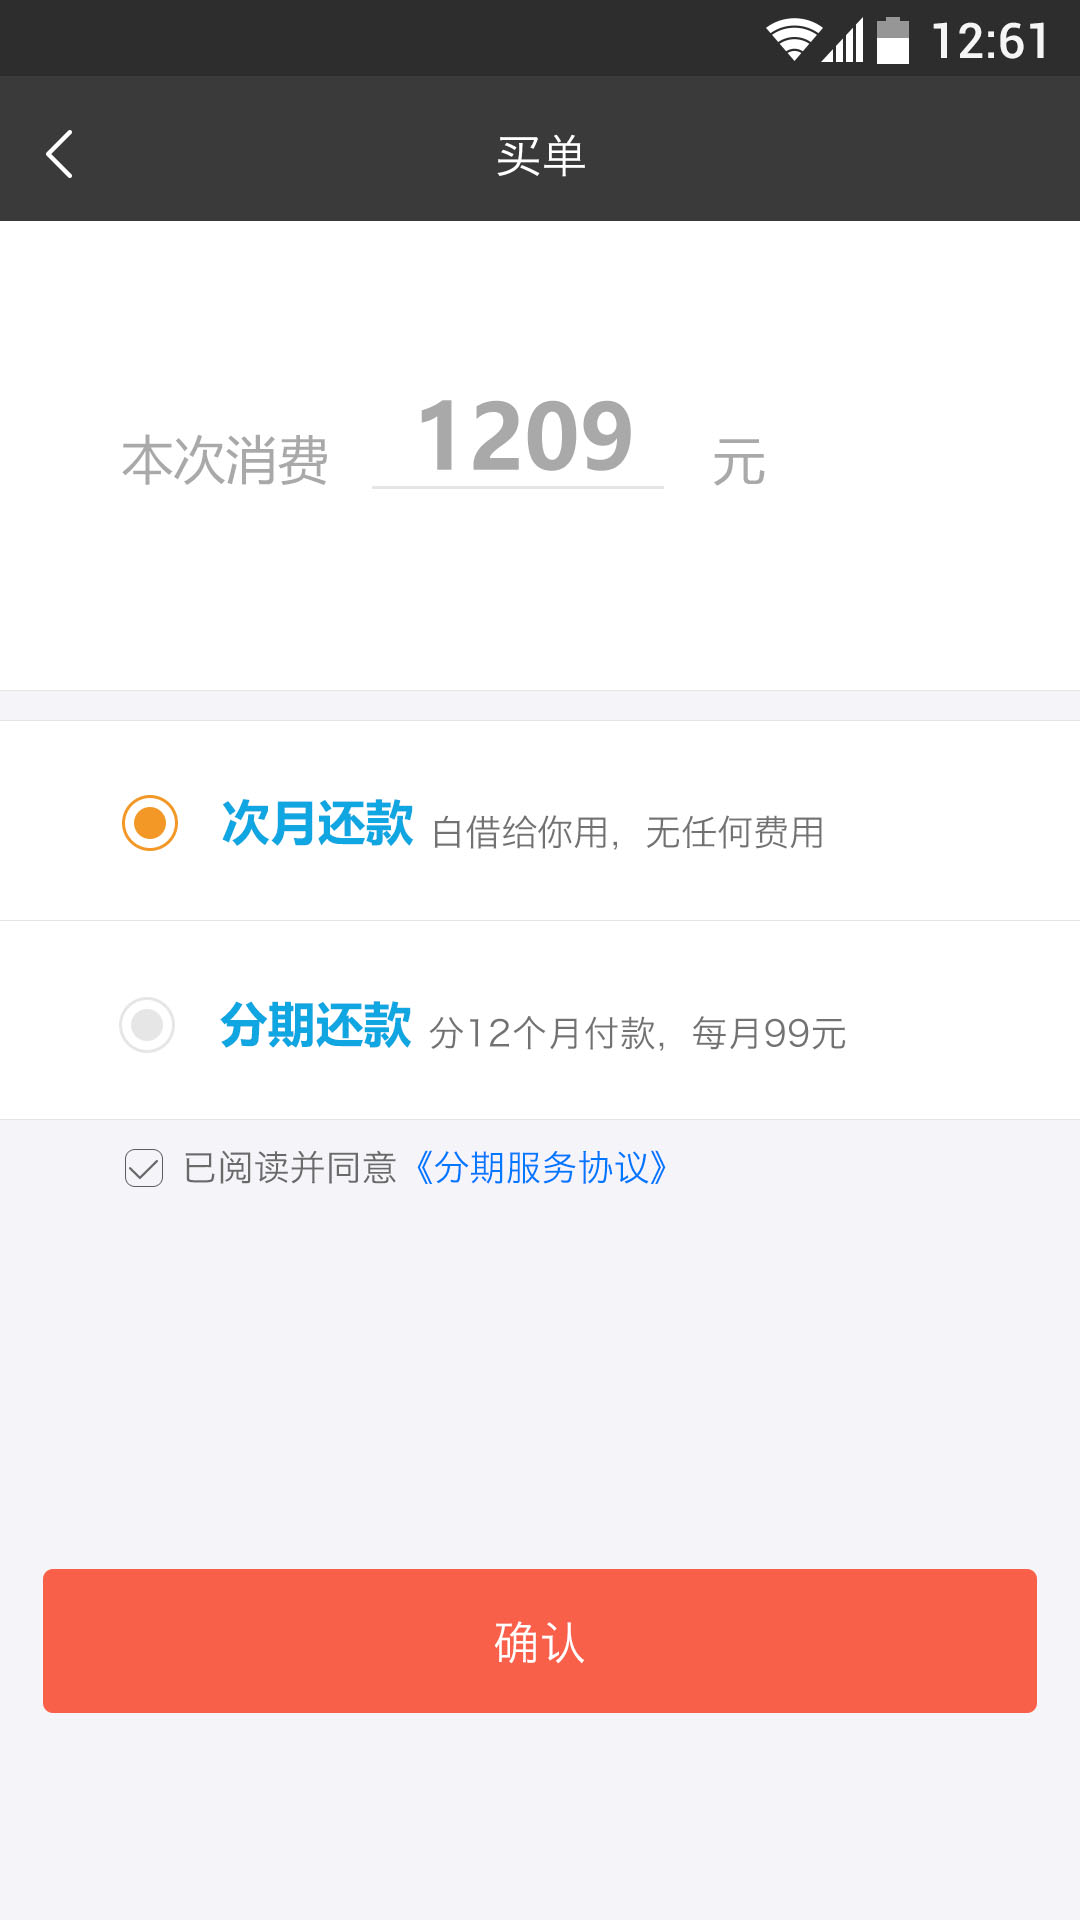 12:61
买单
本次消费 1209 元
次月还款 白借给你用，无任何费用
分期还款 分12个月付款，每月99元
已阅读并同意《分期服务协议》
确认